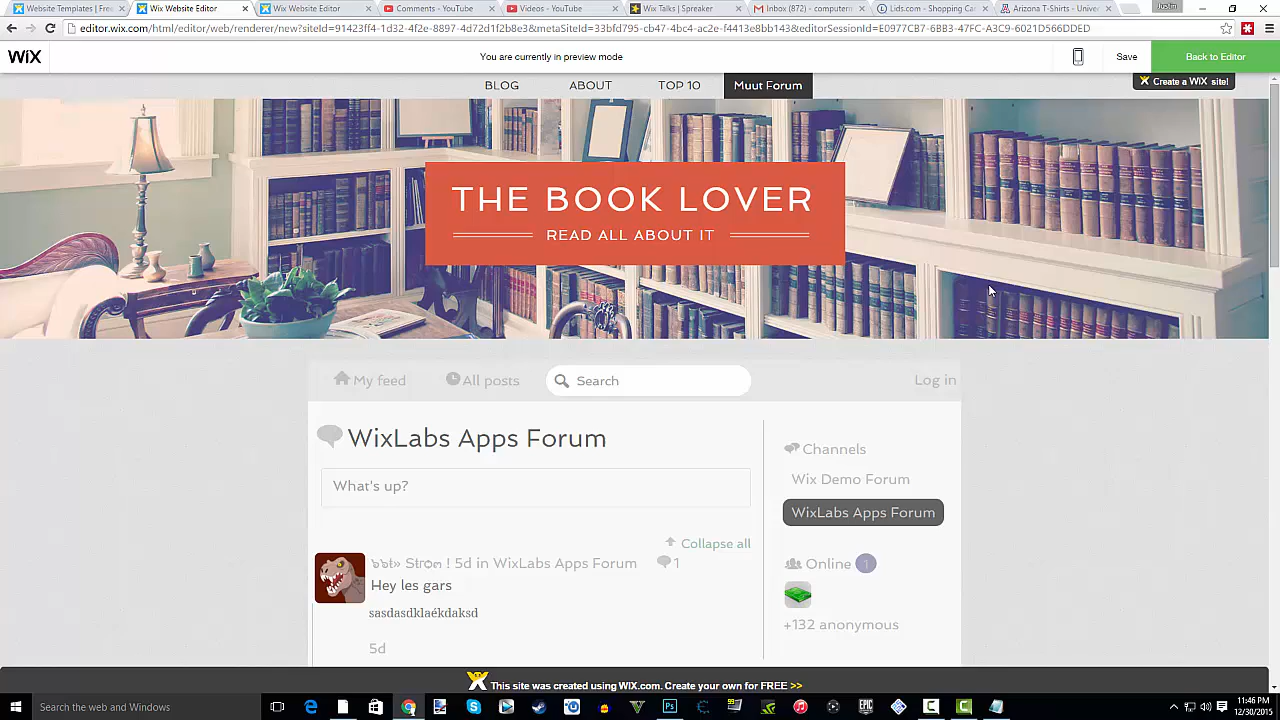 Website Templates | Free
Wix Website Editor
Wix Website Editor
Comments - YouTube
Videos - YouTube
Wix Talks | Speaker
Inbox (872) - computerm
Lids.com - Shopping Car
Arizona T-Shirts - Univer
editor.wix.com/html/editor/web/renderer/new?siteId=91423ff4-1d32-4f2e-8897-4d72d1f2b8e3&metaSiteId=33bfd795-cb47-4bc4-ac2e-f4413e8bb143&editorSessionId=E0977CB7-6BB3-47FC-A3C9-6021D566DDED
WiX
You are currently in preview mode
Save
Back to Editor
BLOG
ABOUT
TOP 10
Muut Forum
Create a WiX site!
THE BOOK LOVER
READ ALL ABOUT IT
My feed
All posts
Search
Log in
WixLabs Apps Forum
What's up?
Collapse all
Strom ! 5d in WixLabs Apps Forum
1
Hey les gars
sasdasdklaékdaksd
5d
Channels
Wix Demo Forum
WixLabs Apps Forum
Online 1
+132 anonymous
This site was created using WIX.com. Create your own for FREE >>
Search the web and Windows
11:46 PM
12/30/2015